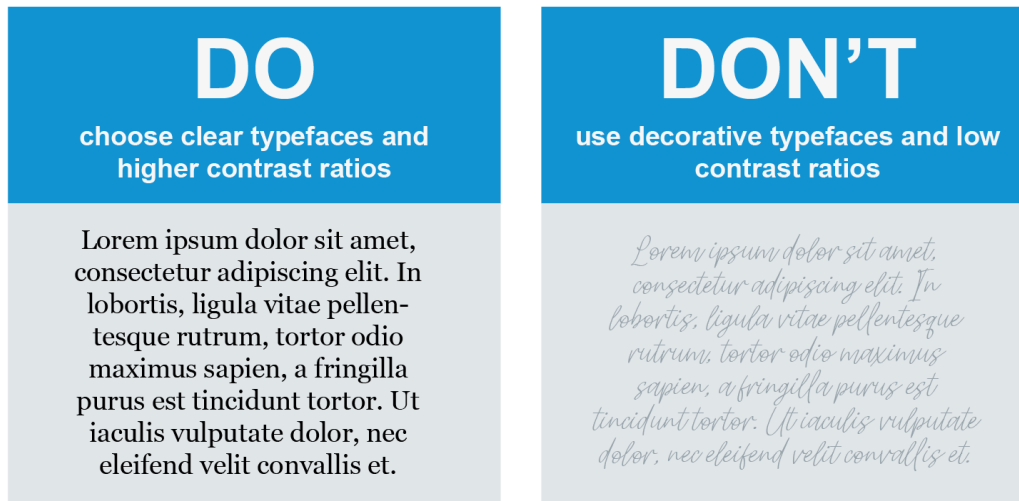 DO
choose clear typefaces and
higher contrast ratios
Lorem ipsum dolor sit amet,
consectetur adipiscing elit. In
lobortis, ligula vitae pellen-
tesque rutrum, tortor odio
maximus sapien, a fringilla
purus est tincidunt tortor. Ut
iaculis vulputate dolor, nec
eleifend velit convallis et.
DON'T
use decorative typefaces and low
contrast ratios
Lorem ipsum dolor sit amet,
consectetur adipiscing elit. In
lobortis, ligula vitae pellentesque
rutrum, tortor odio maximus
sapien, a fringilla purus est
tincidunt tortor. Ut iaculis vulputate
dolor, nec eleifend velit convallis et.